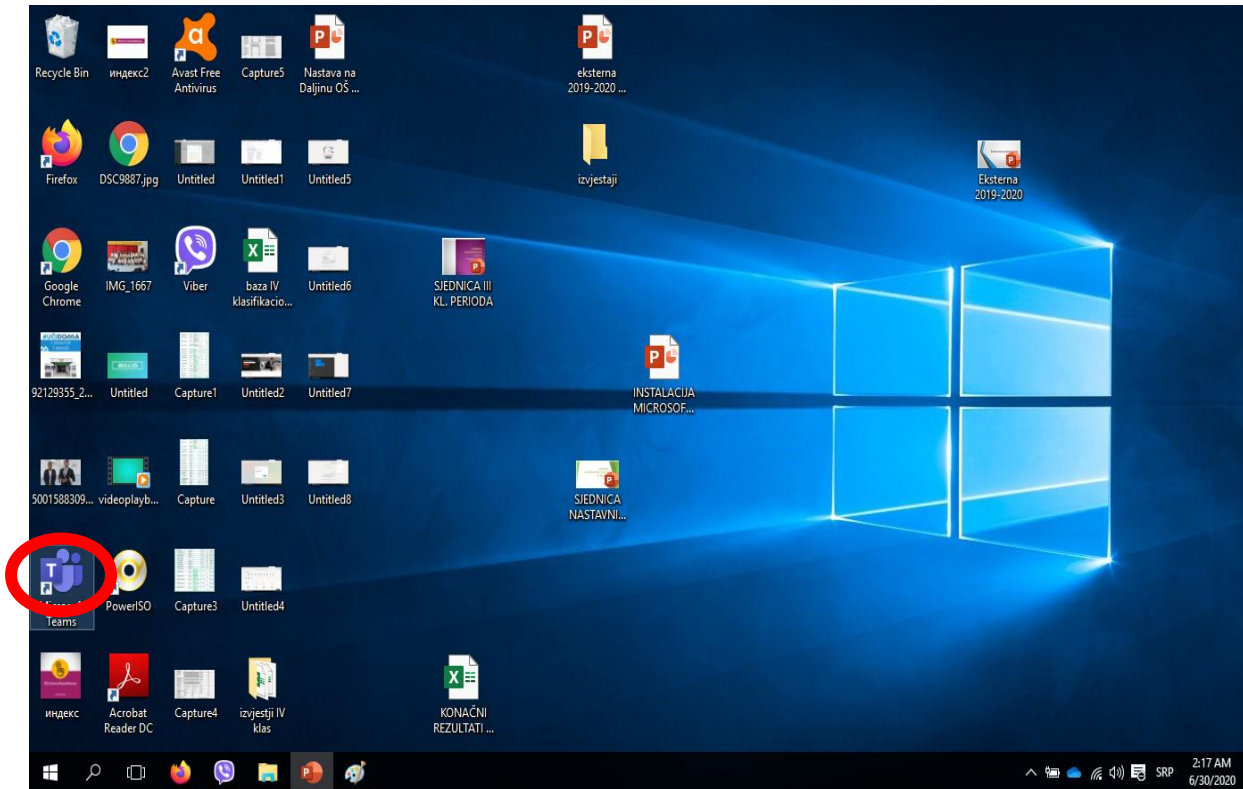 Recycle Bin
индекс2
Avast Free
Antivirus
Capture5
Nastava na
Daljinu OŠ ...
eksterna
2019-2020 ...
Firefox
DSC9887.jpg
Untitled
Untitled1
Untitled5
izvjestaji
Eksterna
2019-2020
Google
Chrome
IMG_1667
Viber
baza IV
klasifikacio...
Untitled6
SJEDNICA III
KL. PERIODA
92129355_2...
Untitled
Capture1
Untitled2
Untitled7
INSTALACIJA
MICROSOF...
5001588309...
videoplayb...
Capture
Untitled3
Untitled8
SJEDNICA
NASTAVNI...
Teams
PowerISO
Capture3
Untitled4
индекс
Acrobat
Reader DC
Capture4
izvjestji IV
klas
KONAČNI
REZULTATI ...
SRP
2:17 AM
6/30/2020